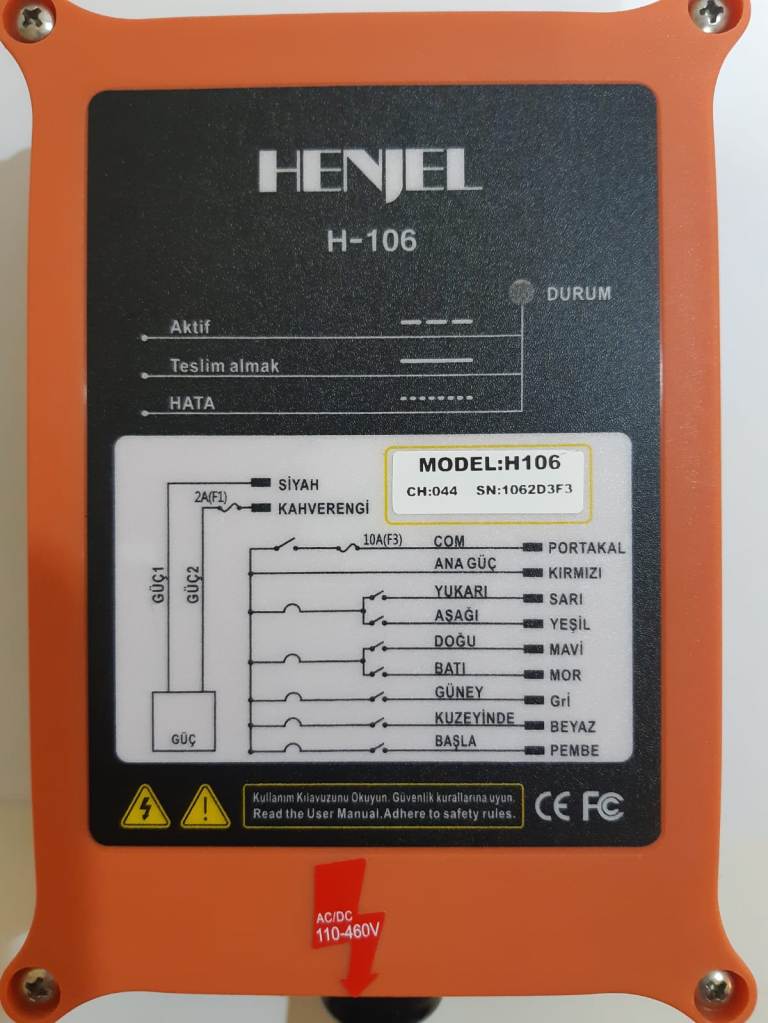 HENJEL
H-106
DURUM
Aktif
Teslim almak
HATA
MODEL:H106
CH:044 SN:1062D3F3
SİYAH
2A(F1)
KAHVERENGİ
GÜÇ1
GÜÇ2
GÜÇ
10A(F3) COM PORTAKAL
ANA GÜÇ KIRMIZI
YUKARI SARI
AŞAĞI YEŞİL
DOĞU MAVİ
BATI MOR
GÜNEY Grİ
KUZEYİNDE BEYAZ
BAŞLA PEMBE
Kullanım Kılavuzunu Okuyun. Güvenlik kurallarına uyun.
Read the User Manual.Adhere to safety rules.
CE FC
AC/DC
110-460V